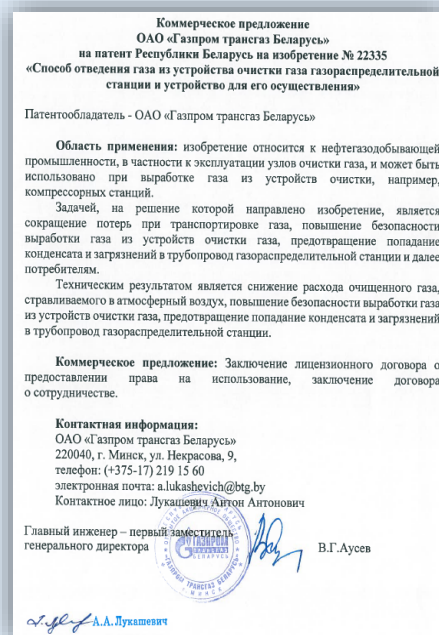 Коммерческое предложение
ОАО «Газпром трансгаз Беларусь»
на патент Республики Беларусь на изобретение № 22335
«Способ отведения газа из устройства очистки газа газораспределительной
станции и устройство для его осуществления»
Патентообладатель - ОАО «Газпром трансгаз Беларусь»
Область применения: изобретение относится к нефтегазодобывающей
промышленности, в частности к эксплуатации узлов очистки газа, и может быть
использовано при выработке газа из устройств очистки, например,
компрессорных станций.
Задачей, на решение которой направлено изобретение, является
сокращение потерь при транспортировке газа, повышение безопасности
выработки газа из устройств очистки газа, предотвращение попадание
конденсата и загрязнений в трубопровод газораспределительной станции и далее
потребителям.
Техническим результатом является снижение расхода очищенного газа,
стравливаемого в атмосферный воздух, повышение безопасности выработки газа
из устройств очистки газа, предотвращение попадание конденсата и загрязнений
в трубопровод газораспределительной станции.
Коммерческое предложение: Заключение лицензионного договора о
предоставлении права на использование, заключение договора
о сотрудничестве.
Контактная информация:
ОАО «Газпром трансгаз Беларусь»
220040, г. Минск, ул. Некрасова, 9,
телефон: (+375-17) 219 15 60
электронная почта: a.lukashevich@btg.by
Контактное лицо: Лукашевич Антон Антонович
Главный инженер – первый заместитель
генерального директора
В.Г.Аусев
ГАЗПРОМ
ТРАНСГАЗ
БЕЛАРУСЬ
«ГАЗПРОМ ТРАНСГАЗ БЕЛАРУСЬ»
А.А.Лукашевич